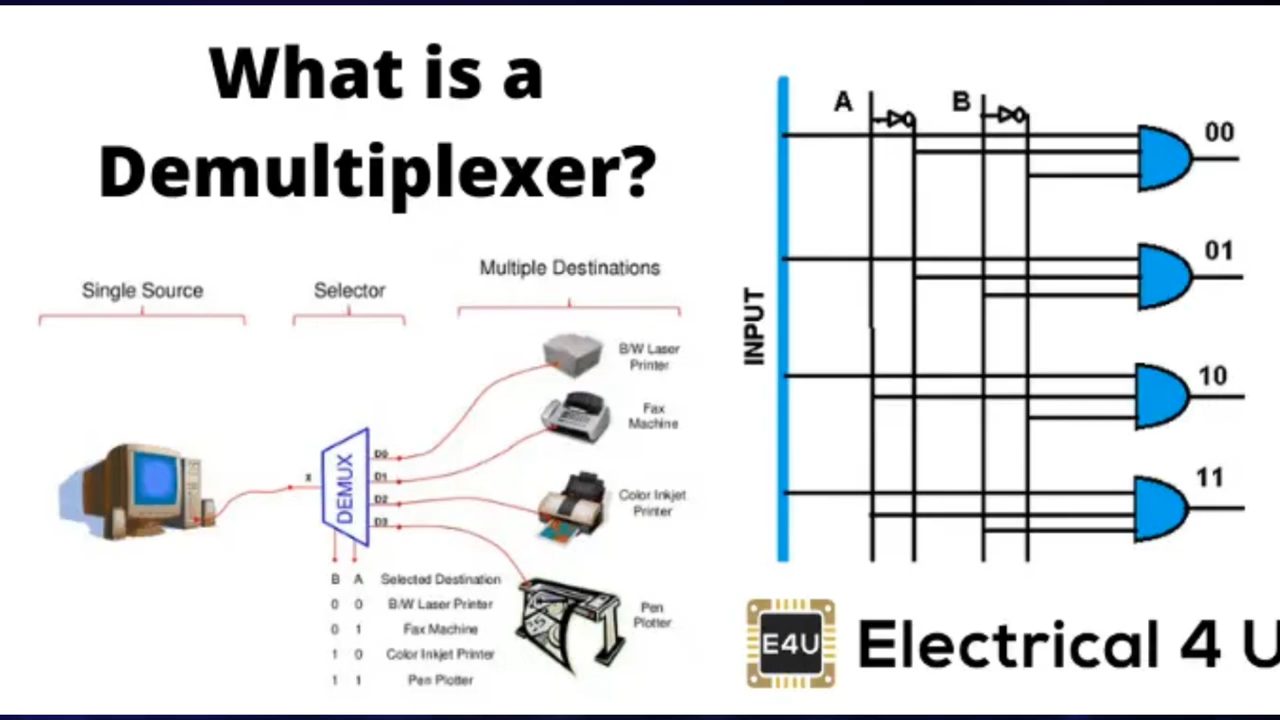 What is a
Demultiplexer?
Single Source
Selector
Multiple Destinations
B/W Laser
Printer
Fax
Machine
Color Inkjet
Printer
Pen
Plotter
X
DEMUX
D0
D1
D2
D3
B A Selected Destination
0 0 B/W Laser Printer
0 1 Fax Machine
1 0 Color Inkjet Printer
1 1 Pen Plotter
A
B
INPUT
00
01
10
11
E4U
Electrical 4 U